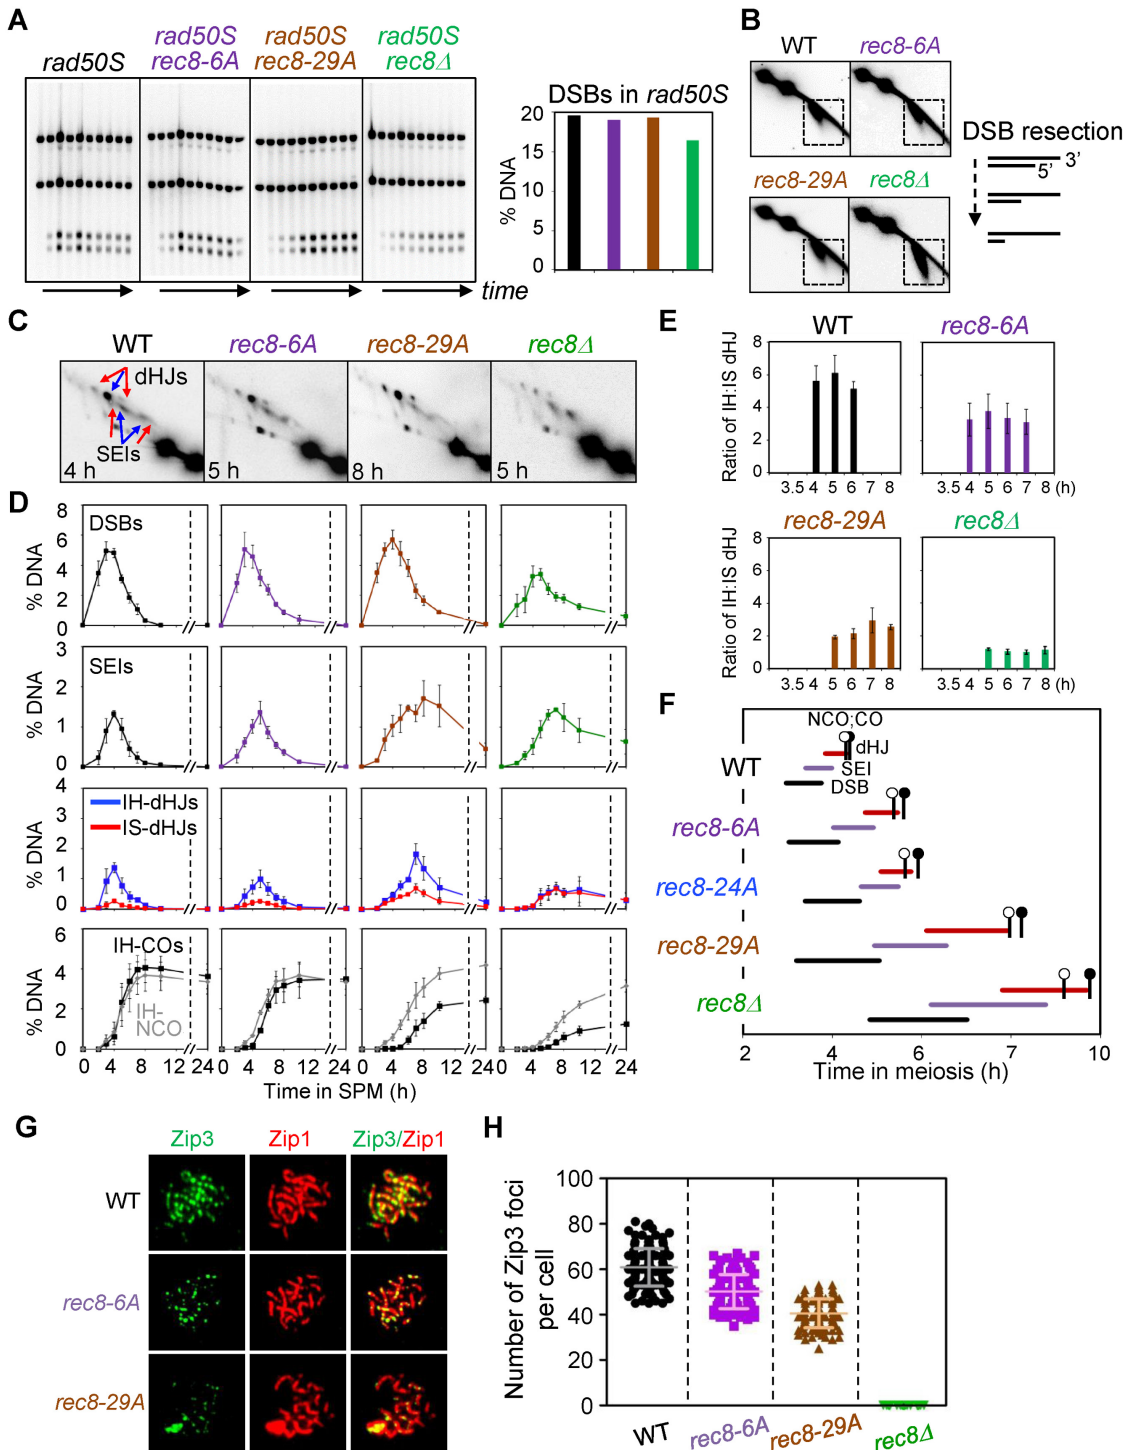 A
rad50S
rad50S
rec8-6A
rad50S
rec8-29A
rad50S
rec8Δ
time
DSBs in rad50S
% DNA
20
15
10
5
0
B
WT
rec8-6A
rec8-29A
rec8Δ
DSB resection
3'
5'
C
WT
rec8-6A
rec8-29A
rec8Δ
dHJs
SEIs
4 h
5 h
8 h
5 h
D
DSBs
% DNA
8
6
4
2
0
SEIs
% DNA
3
2
1
0
IH-dHJs
IS-dHJs
% DNA
4
3
2
1
0
IH-COs
IH-
NCO
% DNA
6
4
2
0
0 4 8 12 24
0 4 8 12 24
0 4 8 12 24
0 4 8 12 24
Time in SPM (h)
E
WT
rec8-6A
Ratio of IH:IS dHJ
8
6
4
2
0
3.5 4 5 6 7 8
3.5 4 5 6 7 8 (h)
rec8-29A
rec8Δ
Ratio of IH:IS dHJ
8
6
4
2
0
3.5 4 5 6 7 8
3.5 4 5 6 7 8 (h)
F
NCO;CO
dHJ
SEI
DSB
WT
rec8-6A
rec8-24A
rec8-29A
rec8Δ
2 4 6 7 10
Time in meiosis (h)
G
Zip3
Zip1
Zip3/Zip1
WT
rec8-6A
rec8-29A
H
Number of Zip3 foci
per cell
100
80
60
40
20
0
WT
rec8-6A
rec8-29A
rec8Δ